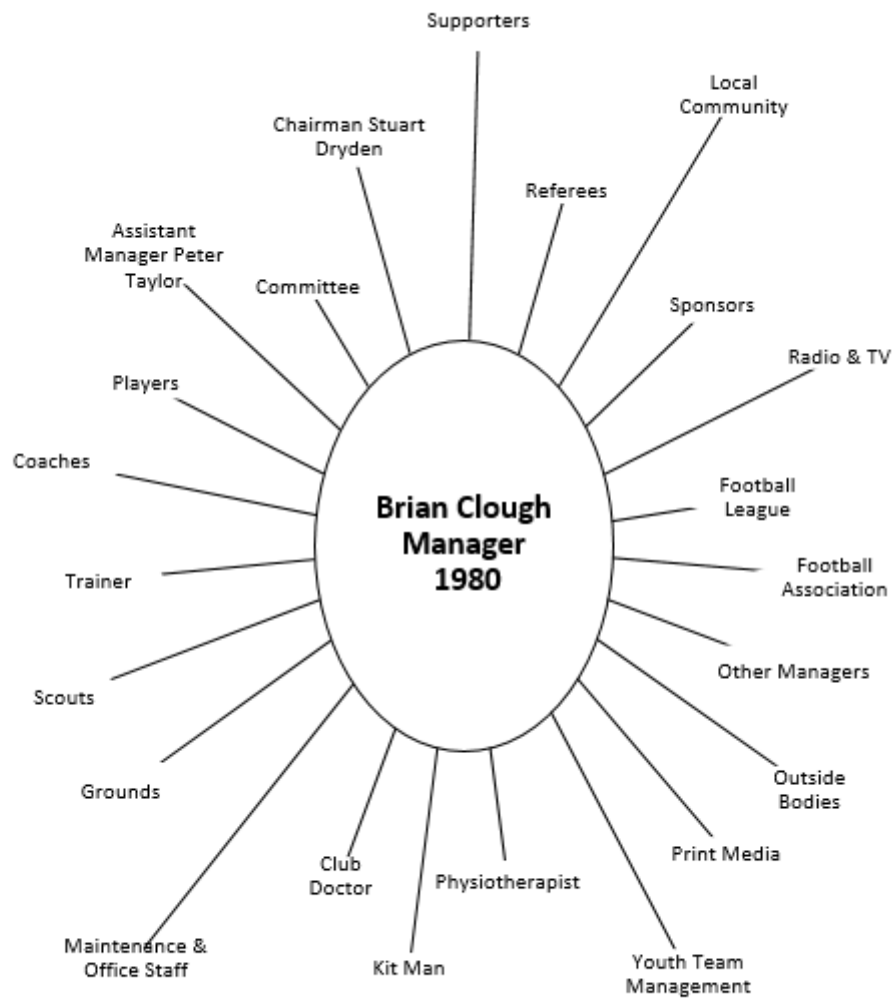 Supporters
Local
Community
Chairman Stuart
Dryden
Referees
Assistant
Manager Peter
Taylor
Committee
Sponsors
Radio & TV
Players
Coaches
Football
League
Brian Clough
Manager
1980
Trainer
Football
Association
Other Managers
Scouts
Grounds
Outside
Bodies
Print Media
Club
Doctor
Physiotherapist
Maintenance &
Office Staff
Kit Man
Youth Team
Management